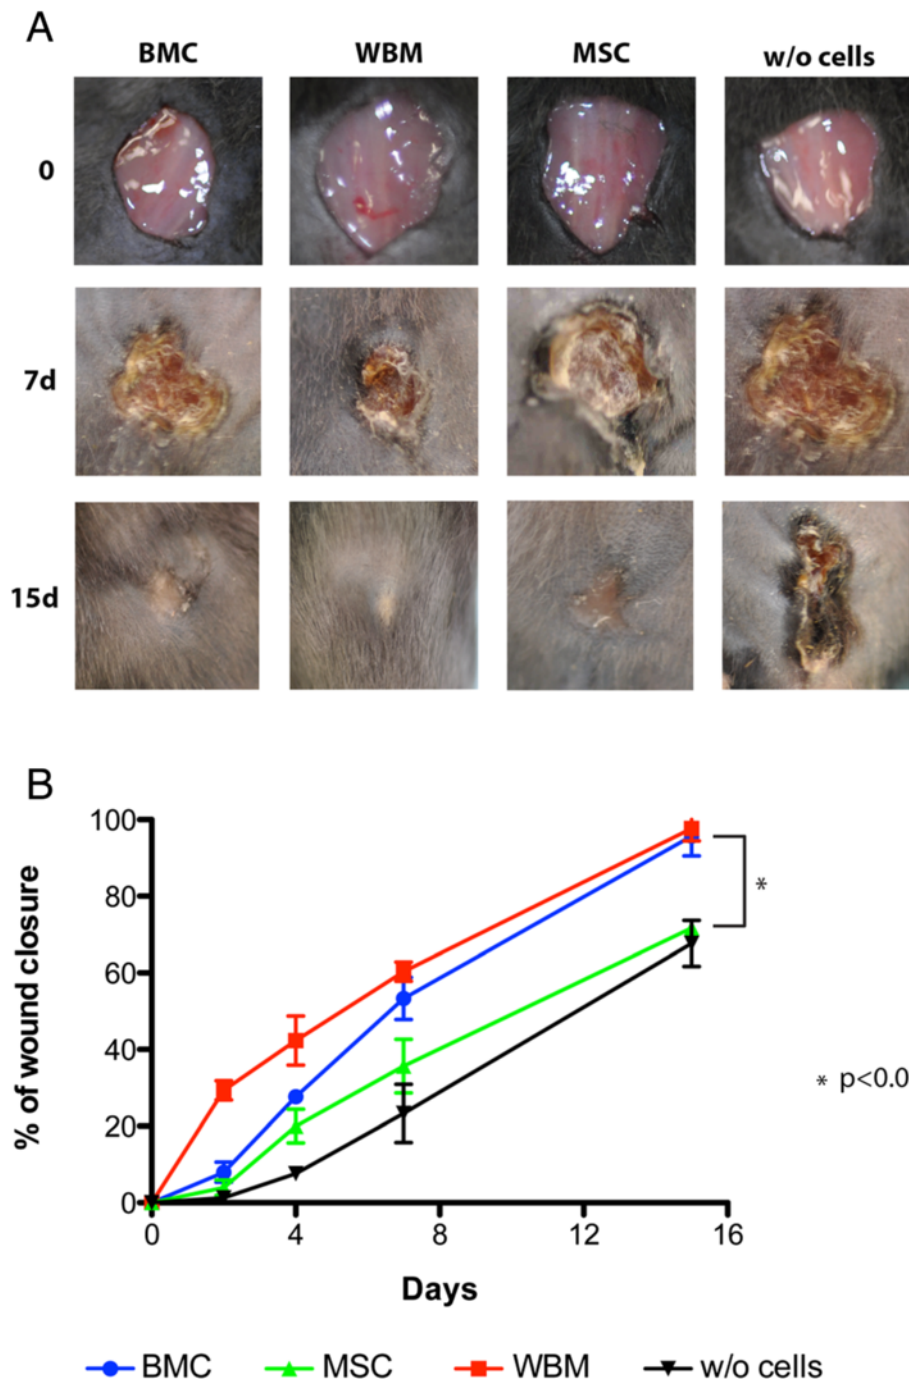 A
BMC WBM MSC w/o cells
0
7d
15d
B
% of wound closure
100
80
60
40
20
0
*
* p<0.0
0 4 8 12 16
Days
BMC MSC WBM w/o cells